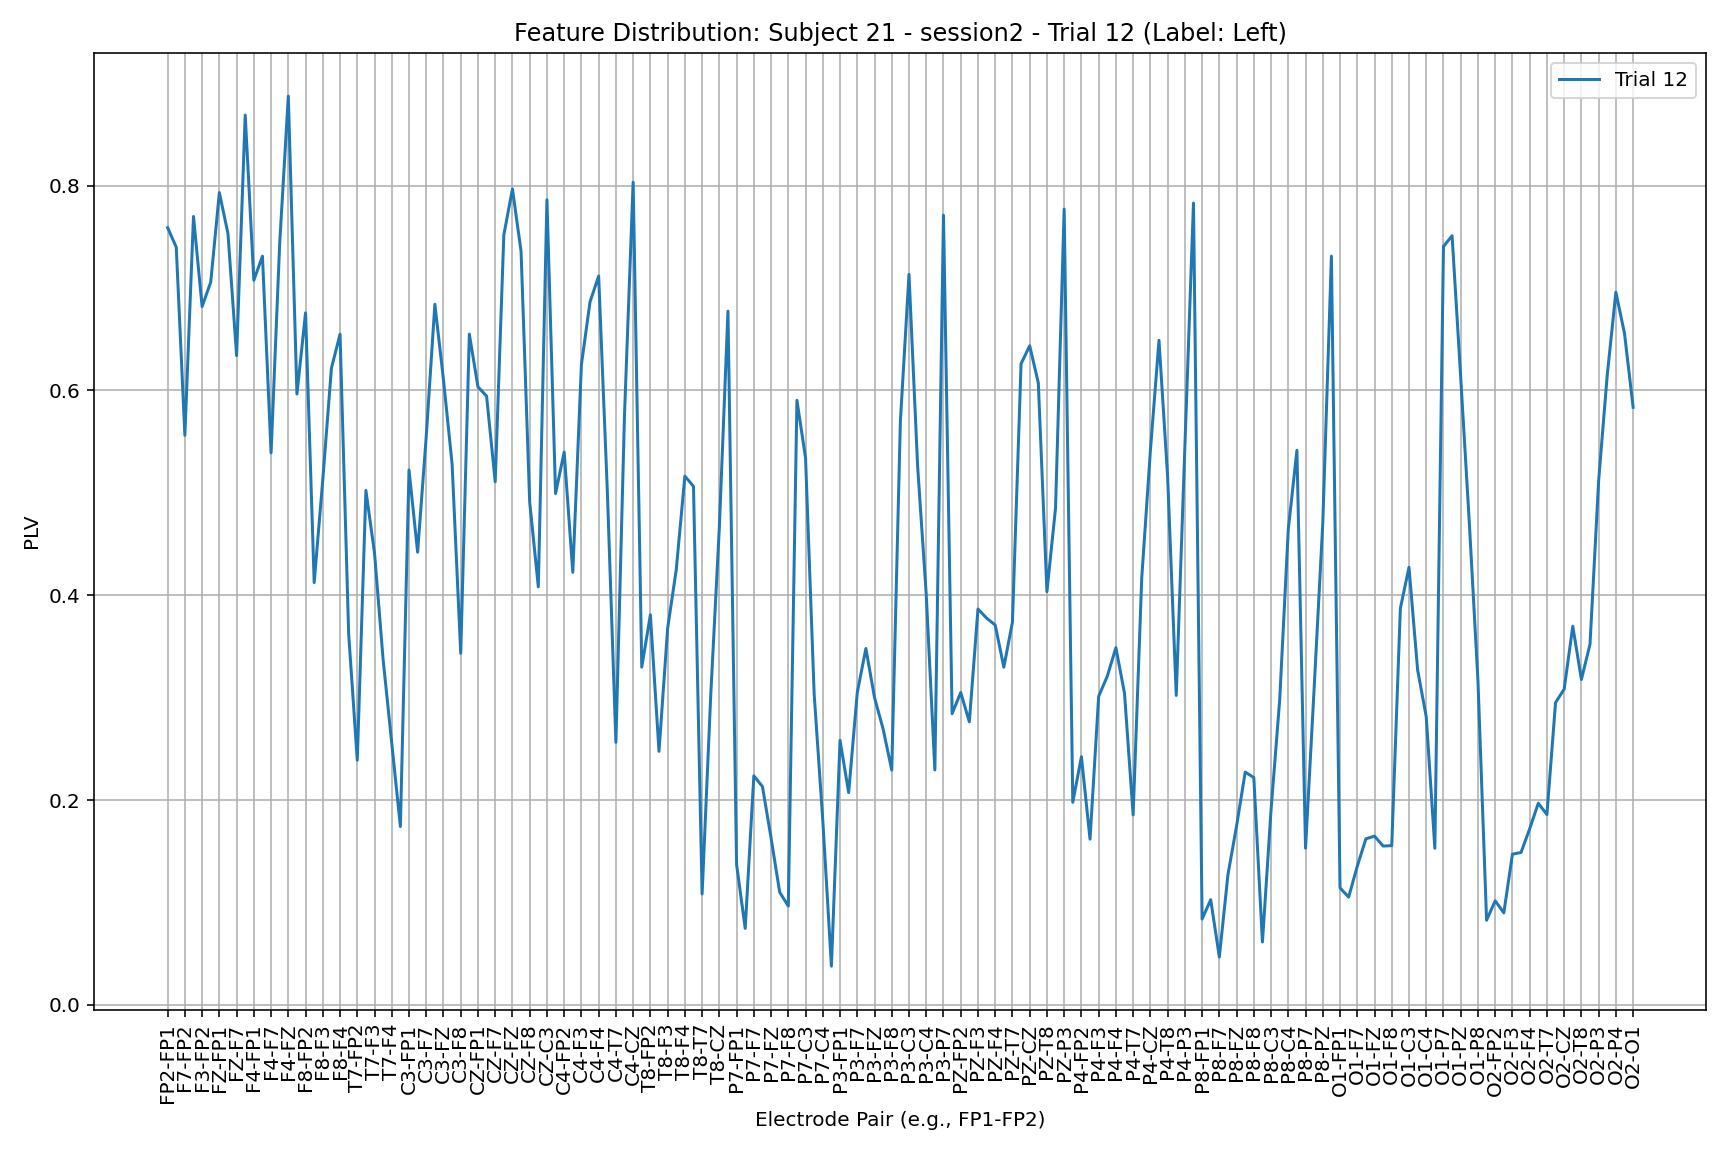 Feature Distribution: Subject 21 - session2 - Trial 12 (Label: Left)
Trial 12
PLV
0.8
0.6
0.4
0.2
0.0
FP2-FP1
F7-FP2
F3-FP2
FZ-FP1
FZ-F7
F4-FP1
F4-F7
F4-FZ
F8-FP2
F8-F3
F8-F4
T7-FP2
T7-F3
T7-F4
C3-FP1
C3-F7
C3-FZ
C3-F8
CZ-FP1
CZ-F7
CZ-FZ
CZ-F8
CZ-C3
C4-FP2
C4-F3
C4-F4
C4-T7
C4-CZ
T8-FP2
T8-F3
T8-F4
T8-T7
T8-CZ
P7-FP1
P7-F7
P7-FZ
P7-F8
P7-C3
P7-C4
P3-FP1
P3-F7
P3-FZ
P3-F8
P3-C3
P3-C4
P3-P7
PZ-FP2
PZ-F3
PZ-F4
PZ-T7
PZ-CZ
PZ-T8
PZ-P3
P4-FP2
P4-F3
P4-F4
P4-T7
P4-CZ
P4-T8
P4-P3
P8-FP1
P8-F7
P8-FZ
P8-F8
P8-C3
P8-C4
P8-P7
P8-PZ
O1-FP1
O1-F7
O1-FZ
O1-F8
O1-C3
O1-C4
O1-P7
O1-PZ
O1-P8
O2-FP2
O2-F3
O2-F4
O2-T7
O2-CZ
O2-T8
O2-P3
O2-P4
O2-O1
Electrode Pair (e.g., FP1-FP2)